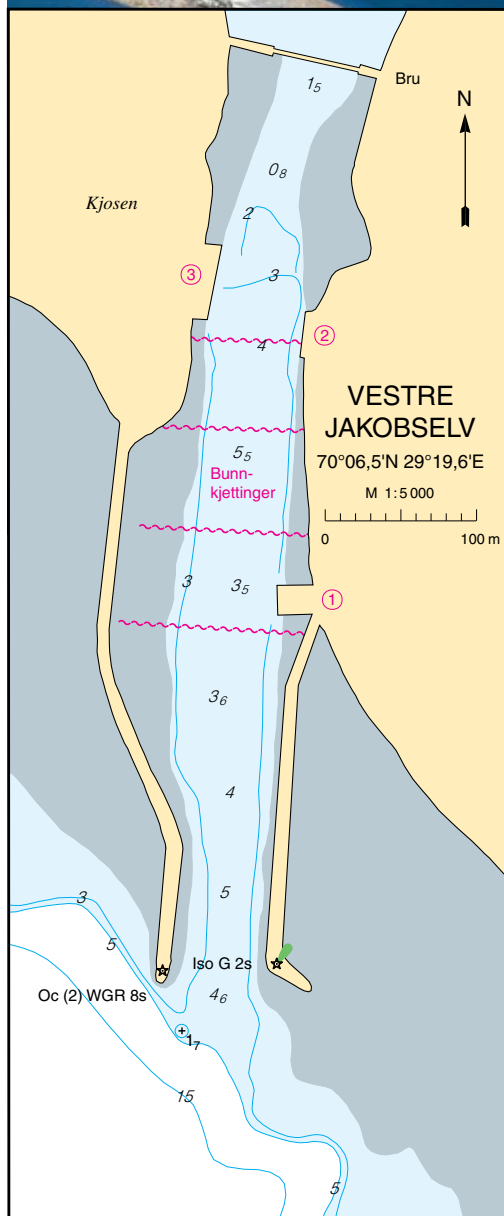 1₅
Bru
N
0₈
Kjosen
2
3
③
②
4
VESTRE
JAKOBSELV
70°06,5'N 29°19,6'E
M 1:5 000
0 100 m
5₅
Bunn-
kjettinger
3
3₅
①
3₆
4
5
3
5
Iso G 2s
Oc (2) WGR 8s
4₆
1₇
15
5